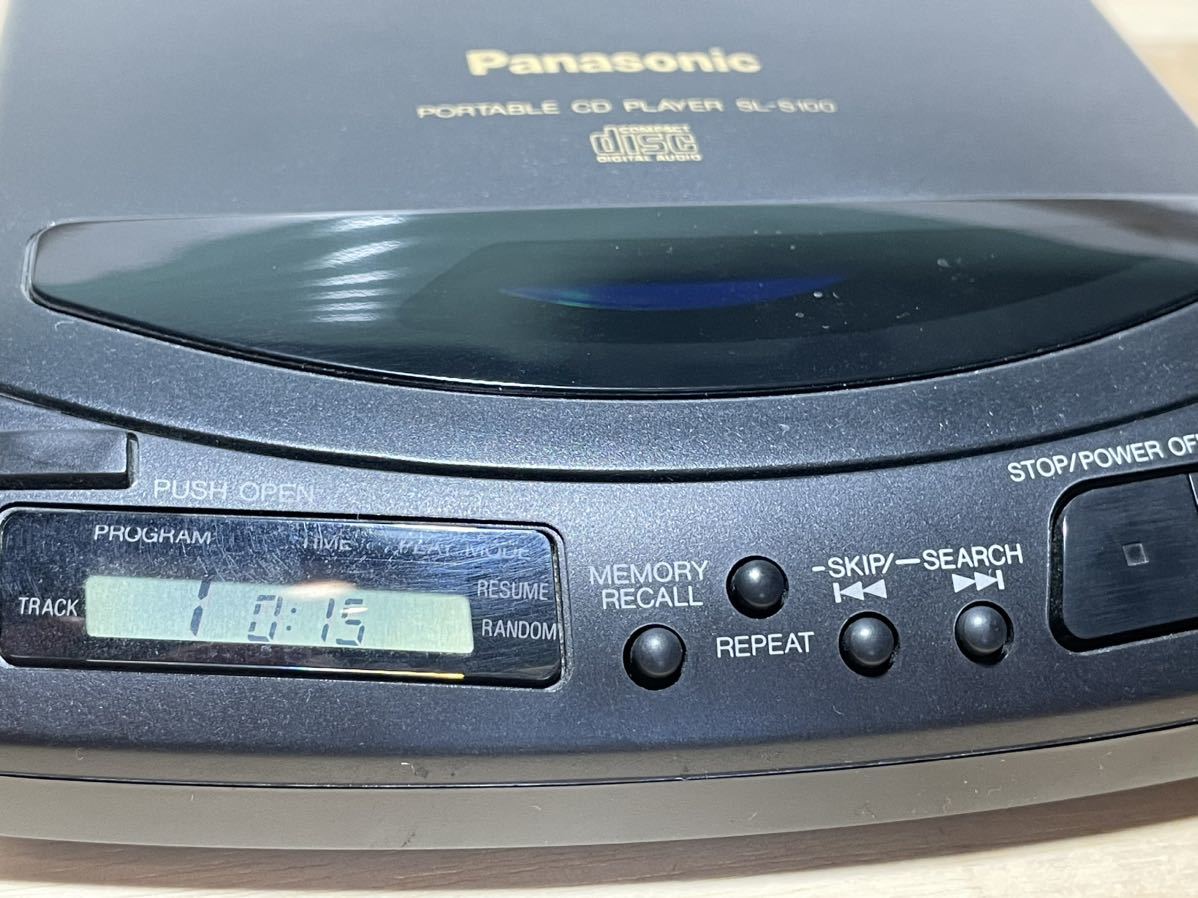 Panasonic
PORTABLE CD PLAYER SL-S100
COMPACT
disc
DIGITAL AUDIO
STOP/POWER OF
PUSH OPEN
PROGRAM TIME PLAY MODE
TRACK 1 0:15
RESUME
RANDOM
MEMORY
RECALL
REPEAT
-SKIP/—SEARCH